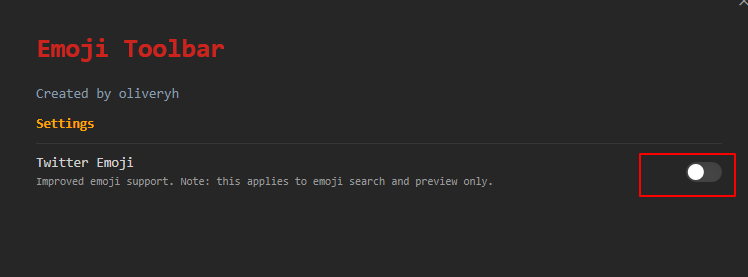 Emoji Toolbar
Created by oliveryh
Settings
Twitter Emoji
Improved emoji support. Note: this applies to emoji search and preview only.